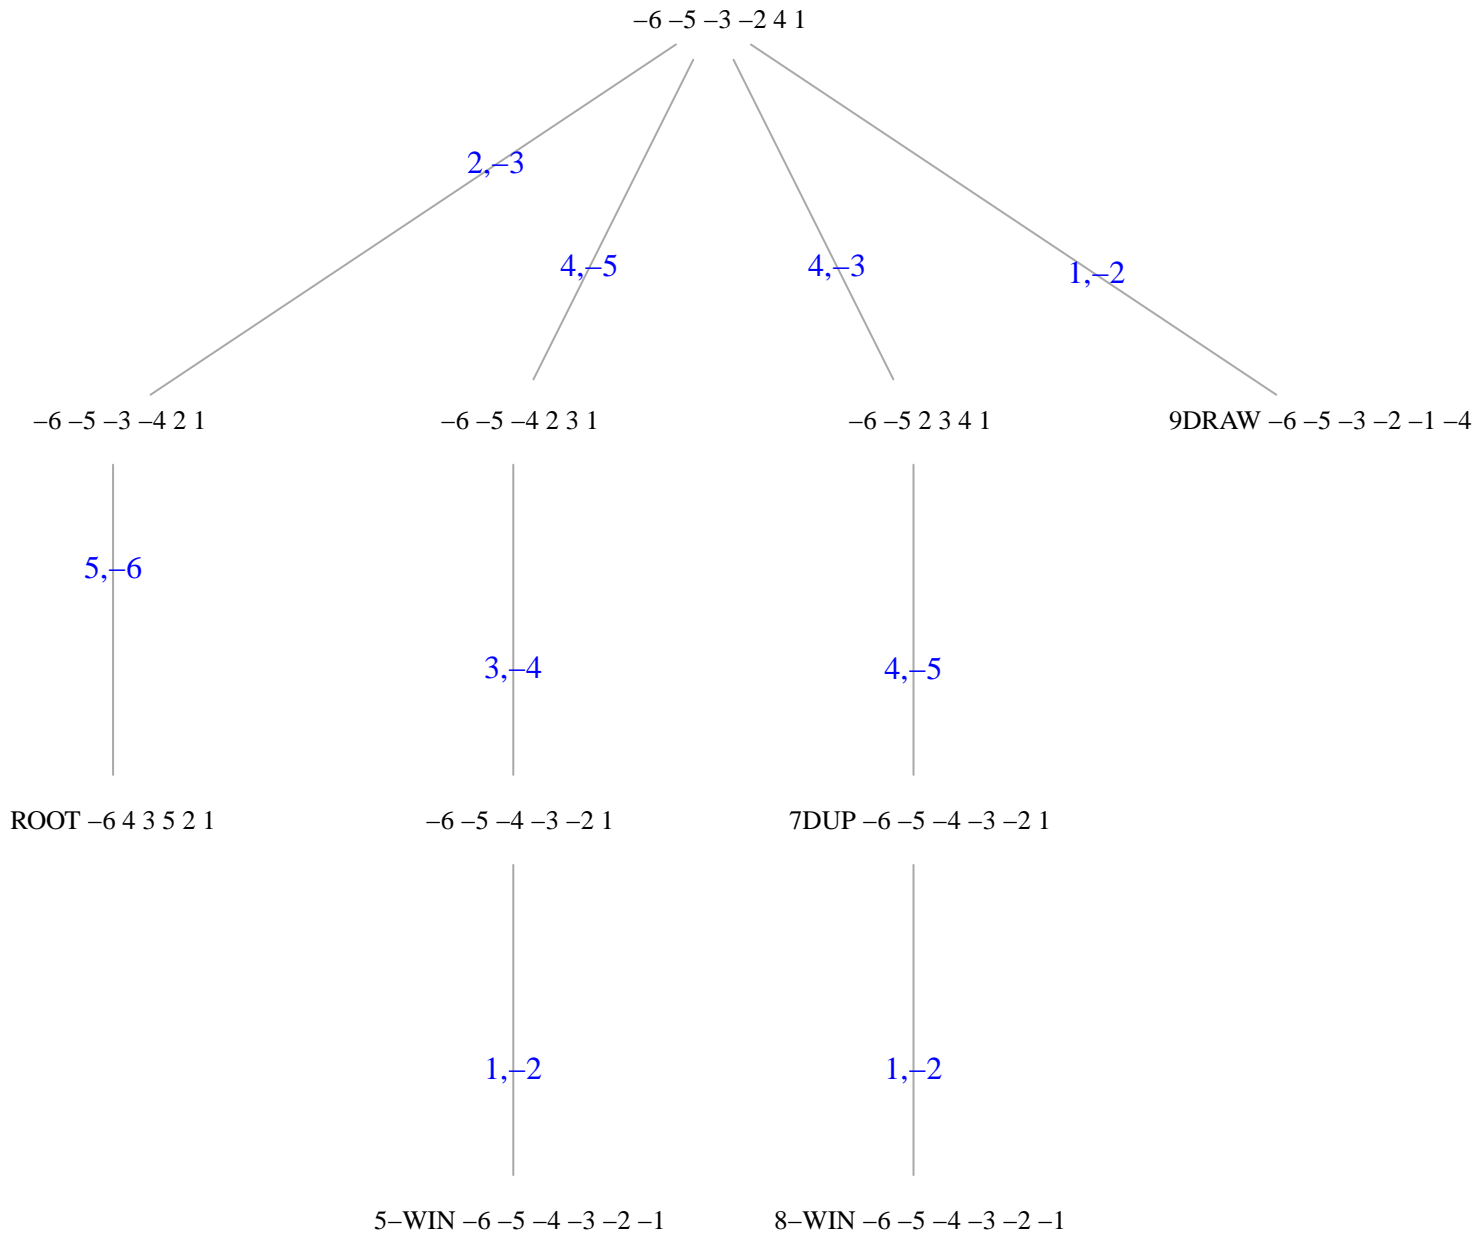 –6 –5 –3 –2 4 1
2,–3
4,–5
4,–3
1,–2
–6 –5 –3 –4 2 1
–6 –5 –4 2 3 1
–6 –5 2 3 4 1
9DRAW –6 –5 –3 –2 –1 –4
5,–6
3,–4
4,–5
ROOT –6 4 3 5 2 1
–6 –5 –4 –3 –2 1
7DUP –6 –5 –4 –3 –2 1
1,–2
1,–2
5–WIN –6 –5 –4 –3 –2 –1
8–WIN –6 –5 –4 –3 –2 –1